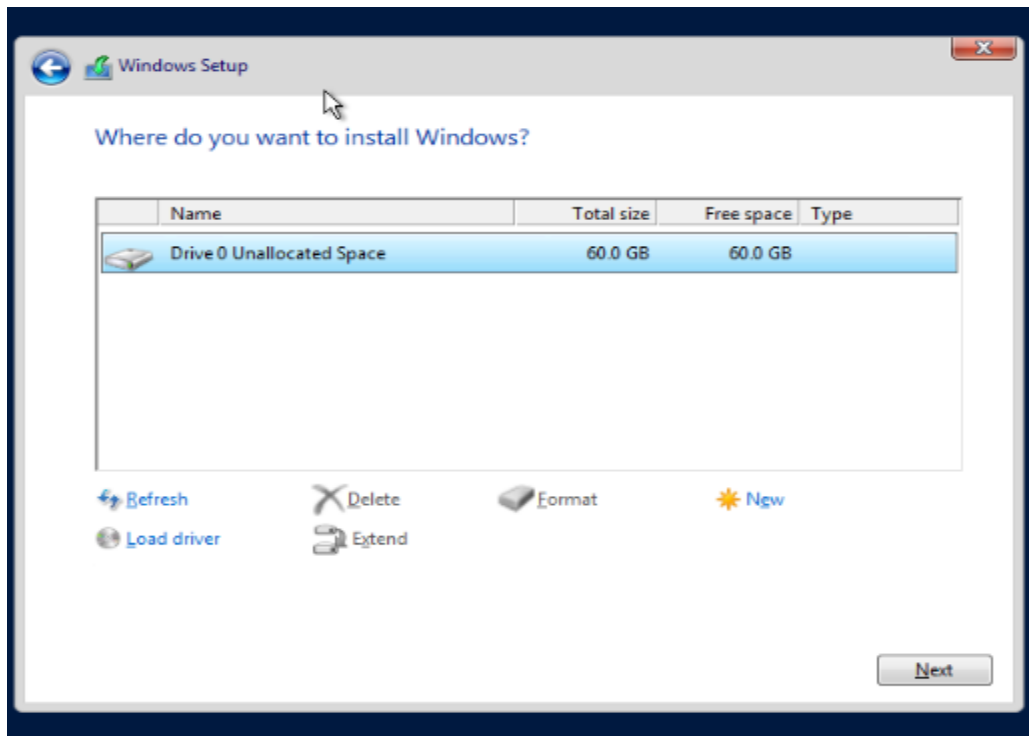 Windows Setup
Where do you want to install Windows?
Name Total size Free space Type
Drive 0 Unallocated Space 60.0 GB 60.0 GB
Refresh Delete Format New
Load driver Extend
Next